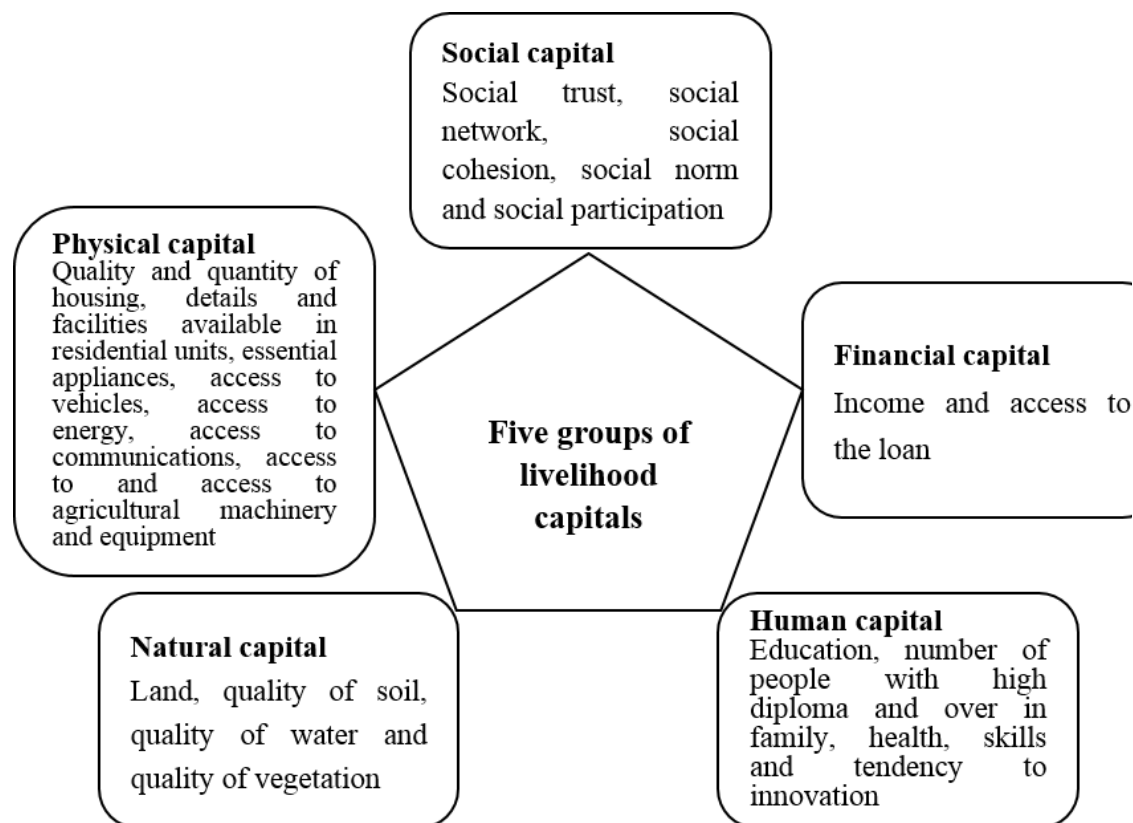 Social capital
Social trust, social
network, social
cohesion, social norm
and social participation
Physical capital
Quality and quantity of
housing, details and
facilities available in
residential units, essential
appliances, access to
vehicles, access to
energy, access to
communications, access
to and access to
agricultural machinery
and equipment
Financial capital
Income and access to
the loan
Five groups of
livelihood
capitals
Natural capital
Land, quality of soil,
quality of water and
quality of vegetation
Human capital
Education, number of
people with high
diploma and over in
family, health, skills
and tendency to
innovation